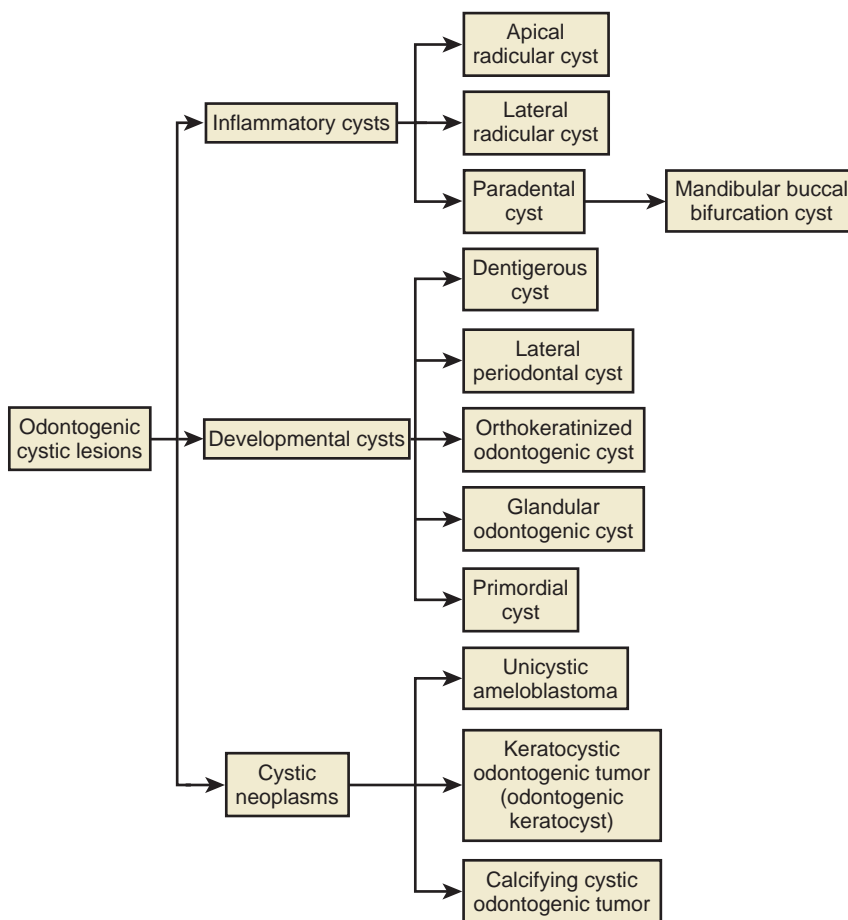 Odontogenic
cystic lesions
Inflammatory cysts
Apical
radicular cyst
Lateral
radicular cyst
Paradental
cyst
Mandibular buccal
bifurcation cyst
Developmental cysts
Dentigerous
cyst
Lateral
periodontal cyst
Orthokeratinized
odontogenic cyst
Glandular
odontogenic cyst
Primordial
cyst
Cystic
neoplasms
Unicystic
ameloblastoma
Keratocystic
odontogenic tumor
(odontogenic
keratocyst)
Calcifying cystic
odontogenic tumor